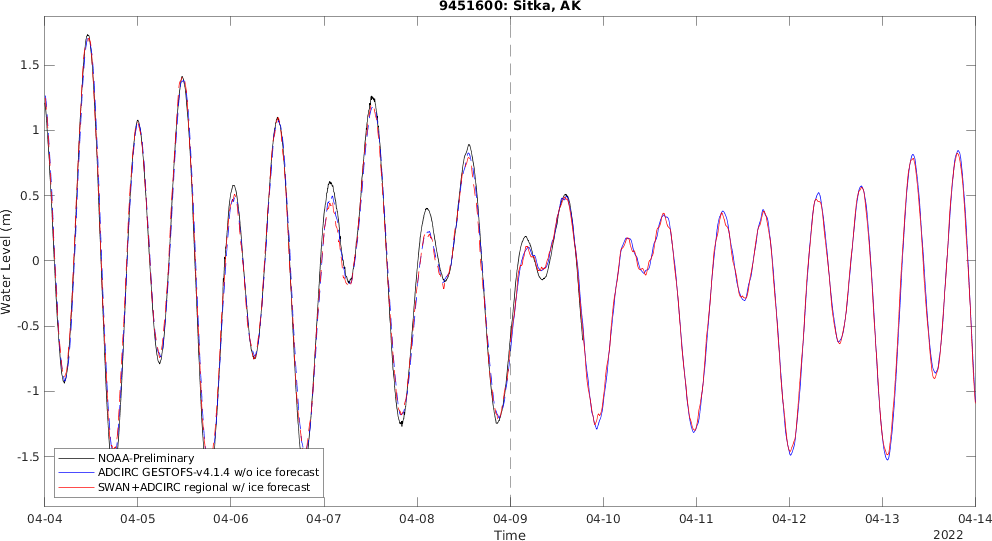 9451600: Sitka, AK
Water Level (m)
1.5
1
0.5
0
-0.5
-1
-1.5
NOAA-Preliminary
ADCIRC GESTOFS-v4.1.4 w/o ice forecast
SWAN+ADCIRC regional w/ ice forecast
04-04 04-05 04-06 04-07 04-08 04-09 04-10 04-11 04-12 04-13 04-14
Time
2022